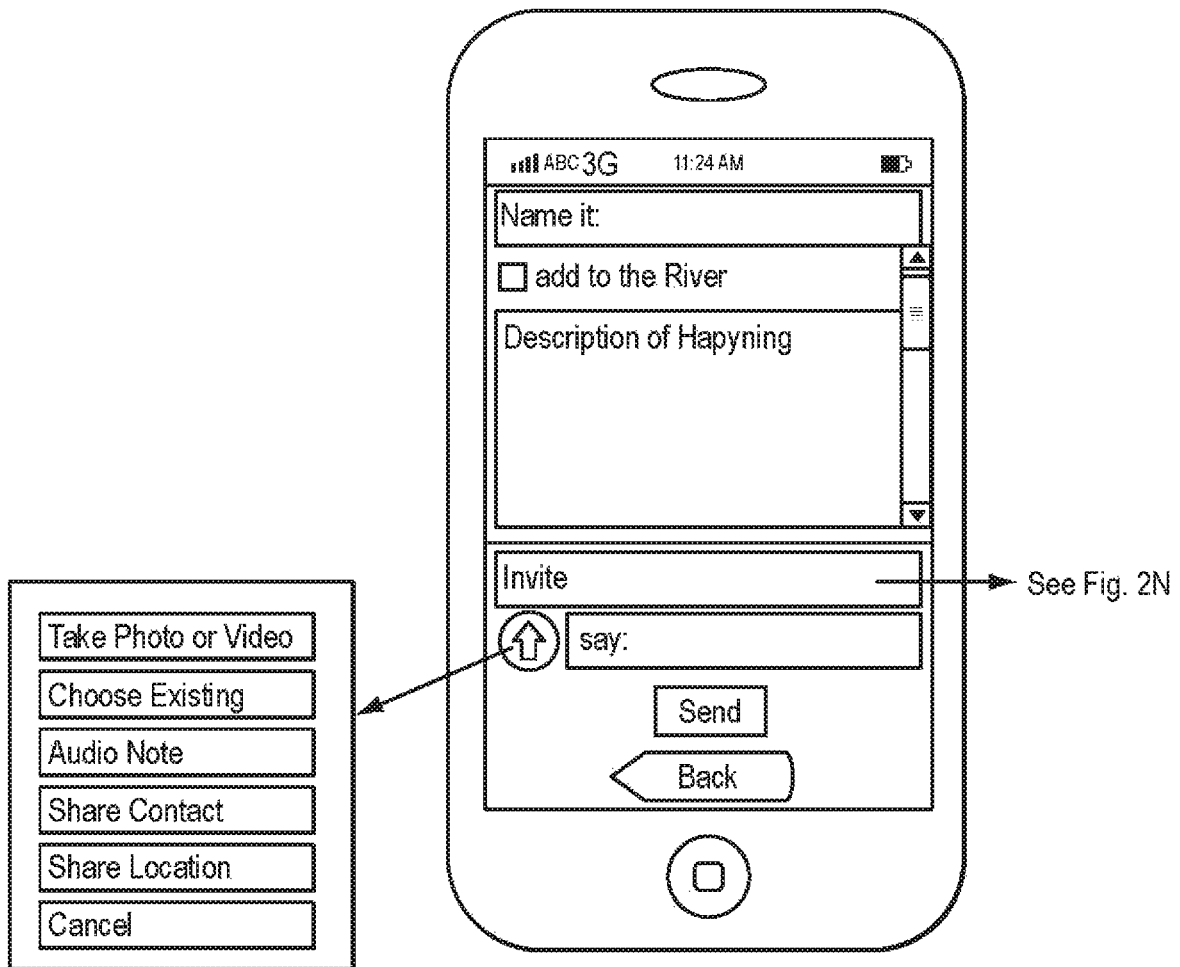 ABC 3G 11:24 AM
Name it:
add to the River
Description of Hapyning
Invite
See Fig. 2N
say:
Send
Back
Take Photo or Video
Choose Existing
Audio Note
Share Contact
Share Location
Cancel